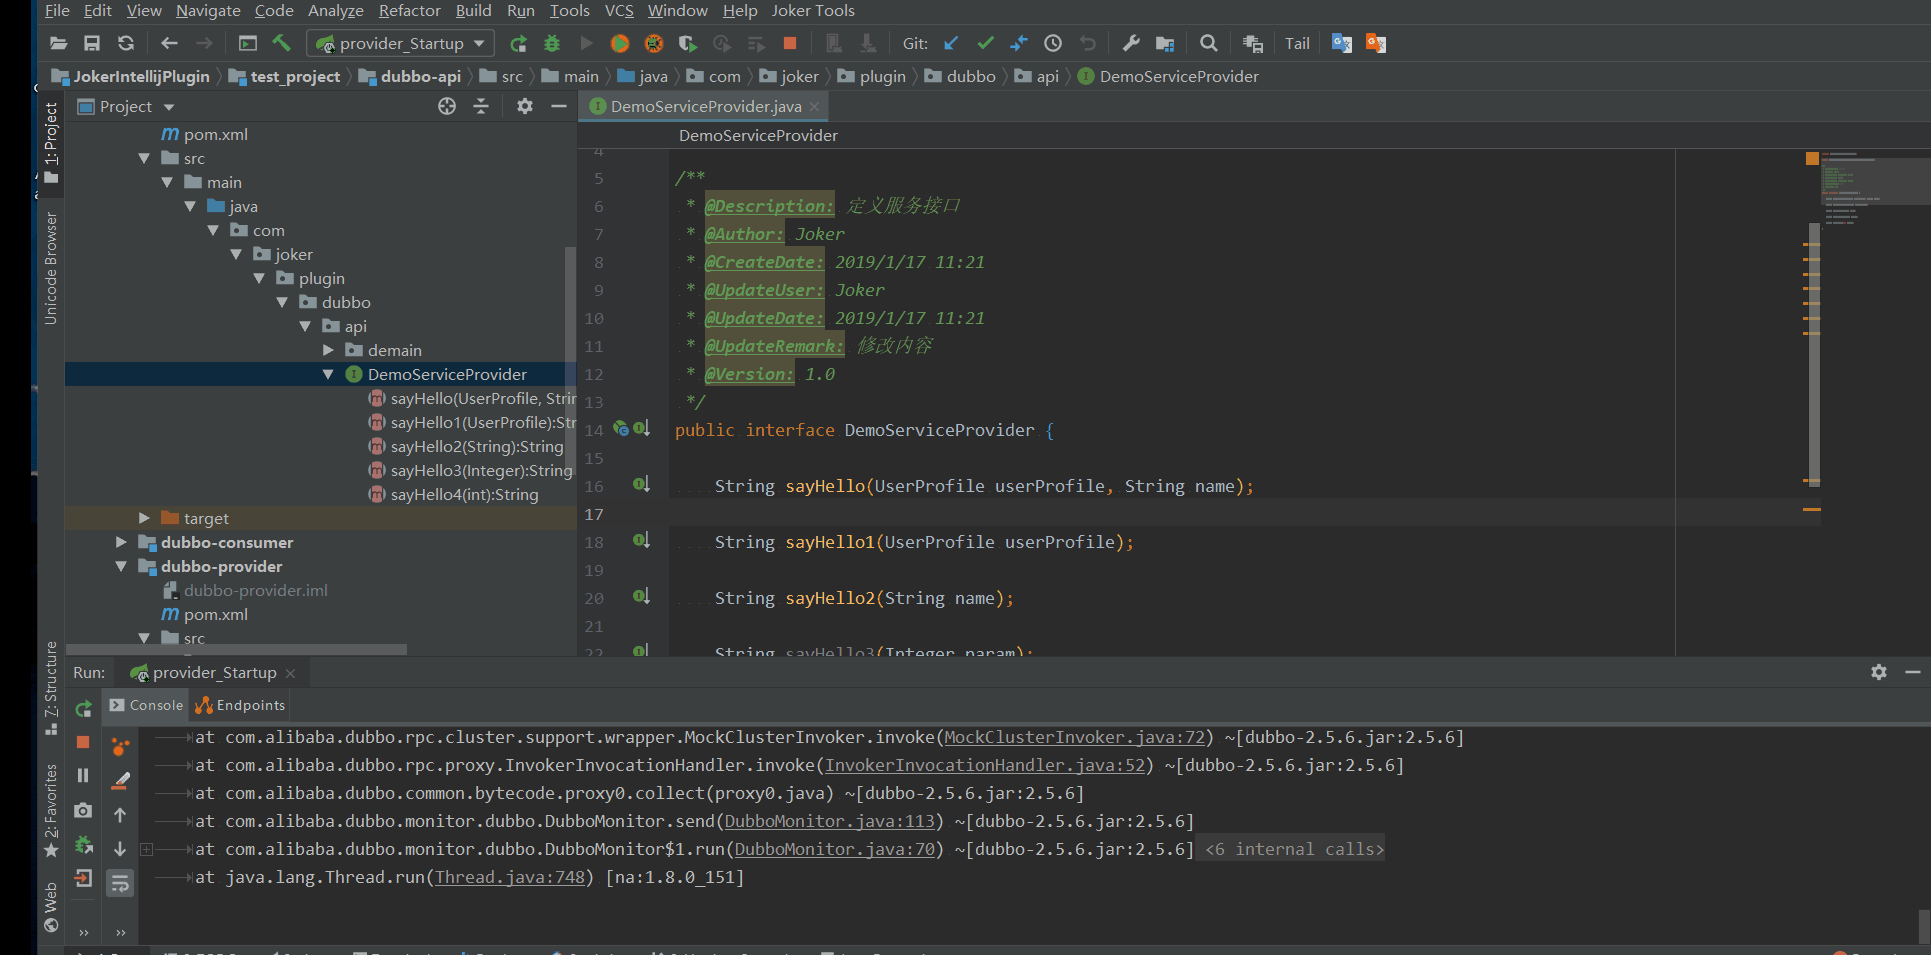 File Edit View Navigate Code Analyze Refactor Build Run Tools VCS Window Help Joker Tools
provider_Startup Git: Tail
JokerIntellijPlugin test_project dubbo-api src main java com joker plugin dubbo api DemoServiceProvider
1: Project
Unicode Browser
7: Structure
2: Favorites
Web
Project
pom.xml
src
main
java
com
joker
plugin
dubbo
api
demain
DemoServiceProvider
sayHello(UserProfile, Strin
sayHello1(UserProfile):Str
sayHello2(String):String
sayHello3(Integer):String
sayHello4(int):String
target
dubbo-consumer
dubbo-provider
dubbo-provider.iml
pom.xml
src
DemoServiceProvider.java
DemoServiceProvider
4
5 /**
6 * @Description: 定义服务接口
7 * @Author: Joker
8 * @CreateDate: 2019/1/17 11:21
9 * @UpdateUser: Joker
10 * @UpdateDate: 2019/1/17 11:21
11 * @UpdateRemark: 修改内容
12 * @Version: 1.0
13 */
14 public interface DemoServiceProvider {
15
16 String sayHello(UserProfile userProfile, String name);
17
18 String sayHello1(UserProfile userProfile);
19
20 String sayHello2(String name);
21
22 String sayHello3(Integer param);
Run: provider_Startup
Console Endpoints
at com.alibaba.dubbo.rpc.cluster.support.wrapper.MockClusterInvoker.invoke(MockClusterInvoker.java:72) ~[dubbo-2.5.6.jar:2.5.6]
at com.alibaba.dubbo.rpc.proxy.InvokerInvocationHandler.invoke(InvokerInvocationHandler.java:52) ~[dubbo-2.5.6.jar:2.5.6]
at com.alibaba.dubbo.common.bytecode.proxy0.collect(proxy0.java) ~[dubbo-2.5.6.jar:2.5.6]
at com.alibaba.dubbo.monitor.dubbo.DubboMonitor.send(DubboMonitor.java:113) ~[dubbo-2.5.6.jar:2.5.6]
at com.alibaba.dubbo.monitor.dubbo.DubboMonitor$1.run(DubboMonitor.java:70) ~[dubbo-2.5.6.jar:2.5.6] <6 internal calls>
at java.lang.Thread.run(Thread.java:748) [na:1.8.0_151]